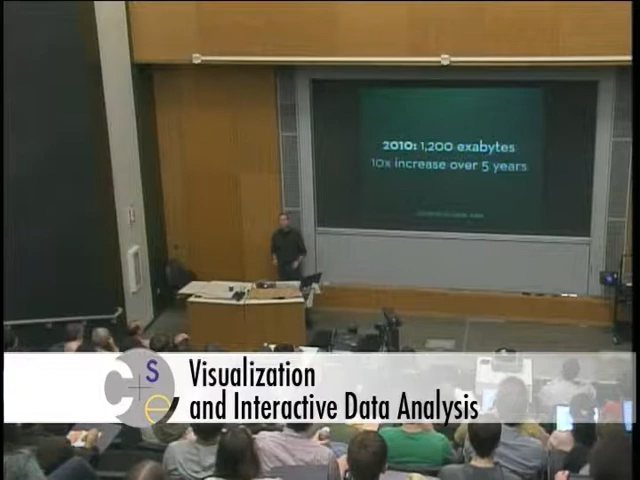 2010: 1,200 exabytes
10x increase over 5 years
c+s
e
Visualization
and Interactive Data Analysis